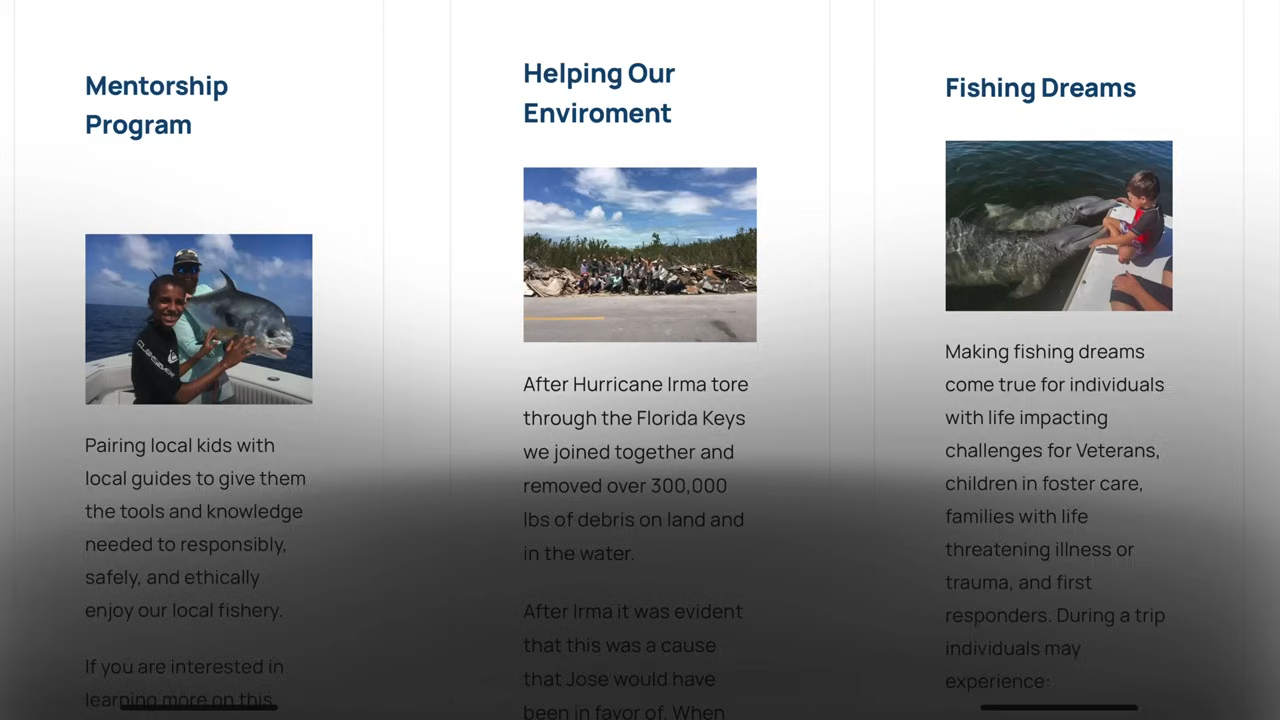 Mentorship
Program
Pairing local kids with
local guides to give them
the tools and knowledge
needed to responsibly,
safely, and ethically
enjoy our local fishery.
If you are interested in
learning more on this
Helping Our
Enviroment
After Hurricane Irma tore
through the Florida Keys
we joined together and
removed over 300,000
lbs of debris on land and
in the water.
After Irma it was evident
that this was a cause
that Jose would have
been in favor of. When
Fishing Dreams
Making fishing dreams
come true for individuals
with life impacting
challenges for Veterans,
children in foster care,
families with life
threatening illness or
trauma, and first
responders. During a trip
individuals may
experience: